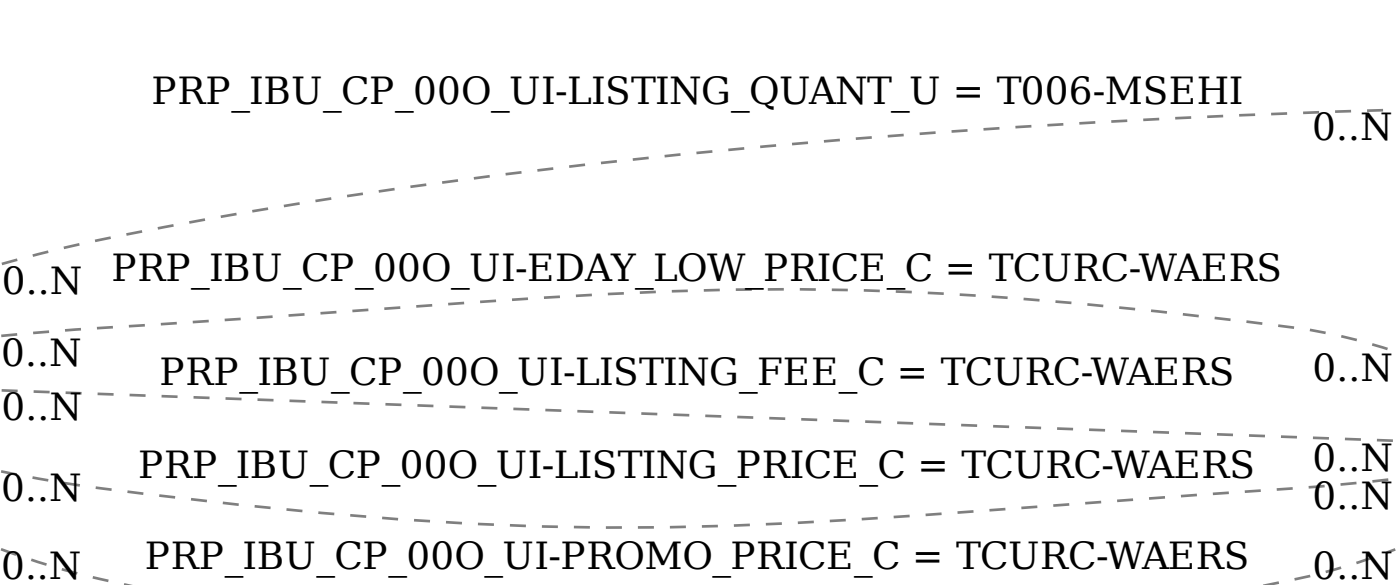 PRP_IBU_CP_00O_UI-LISTING_QUANT_U = T006-MSEHI
0..N
0..N
PRP_IBU_CP_00O_UI-EDAY_LOW_PRICE_C = TCURC-WAERS
0..N
0..N
PRP_IBU_CP_00O_UI-LISTING_FEE_C = TCURC-WAERS
0..N
0..N
PRP_IBU_CP_00O_UI-LISTING_PRICE_C = TCURC-WAERS
0..N
0..N
0..N
PRP_IBU_CP_00O_UI-PROMO_PRICE_C = TCURC-WAERS
0..N